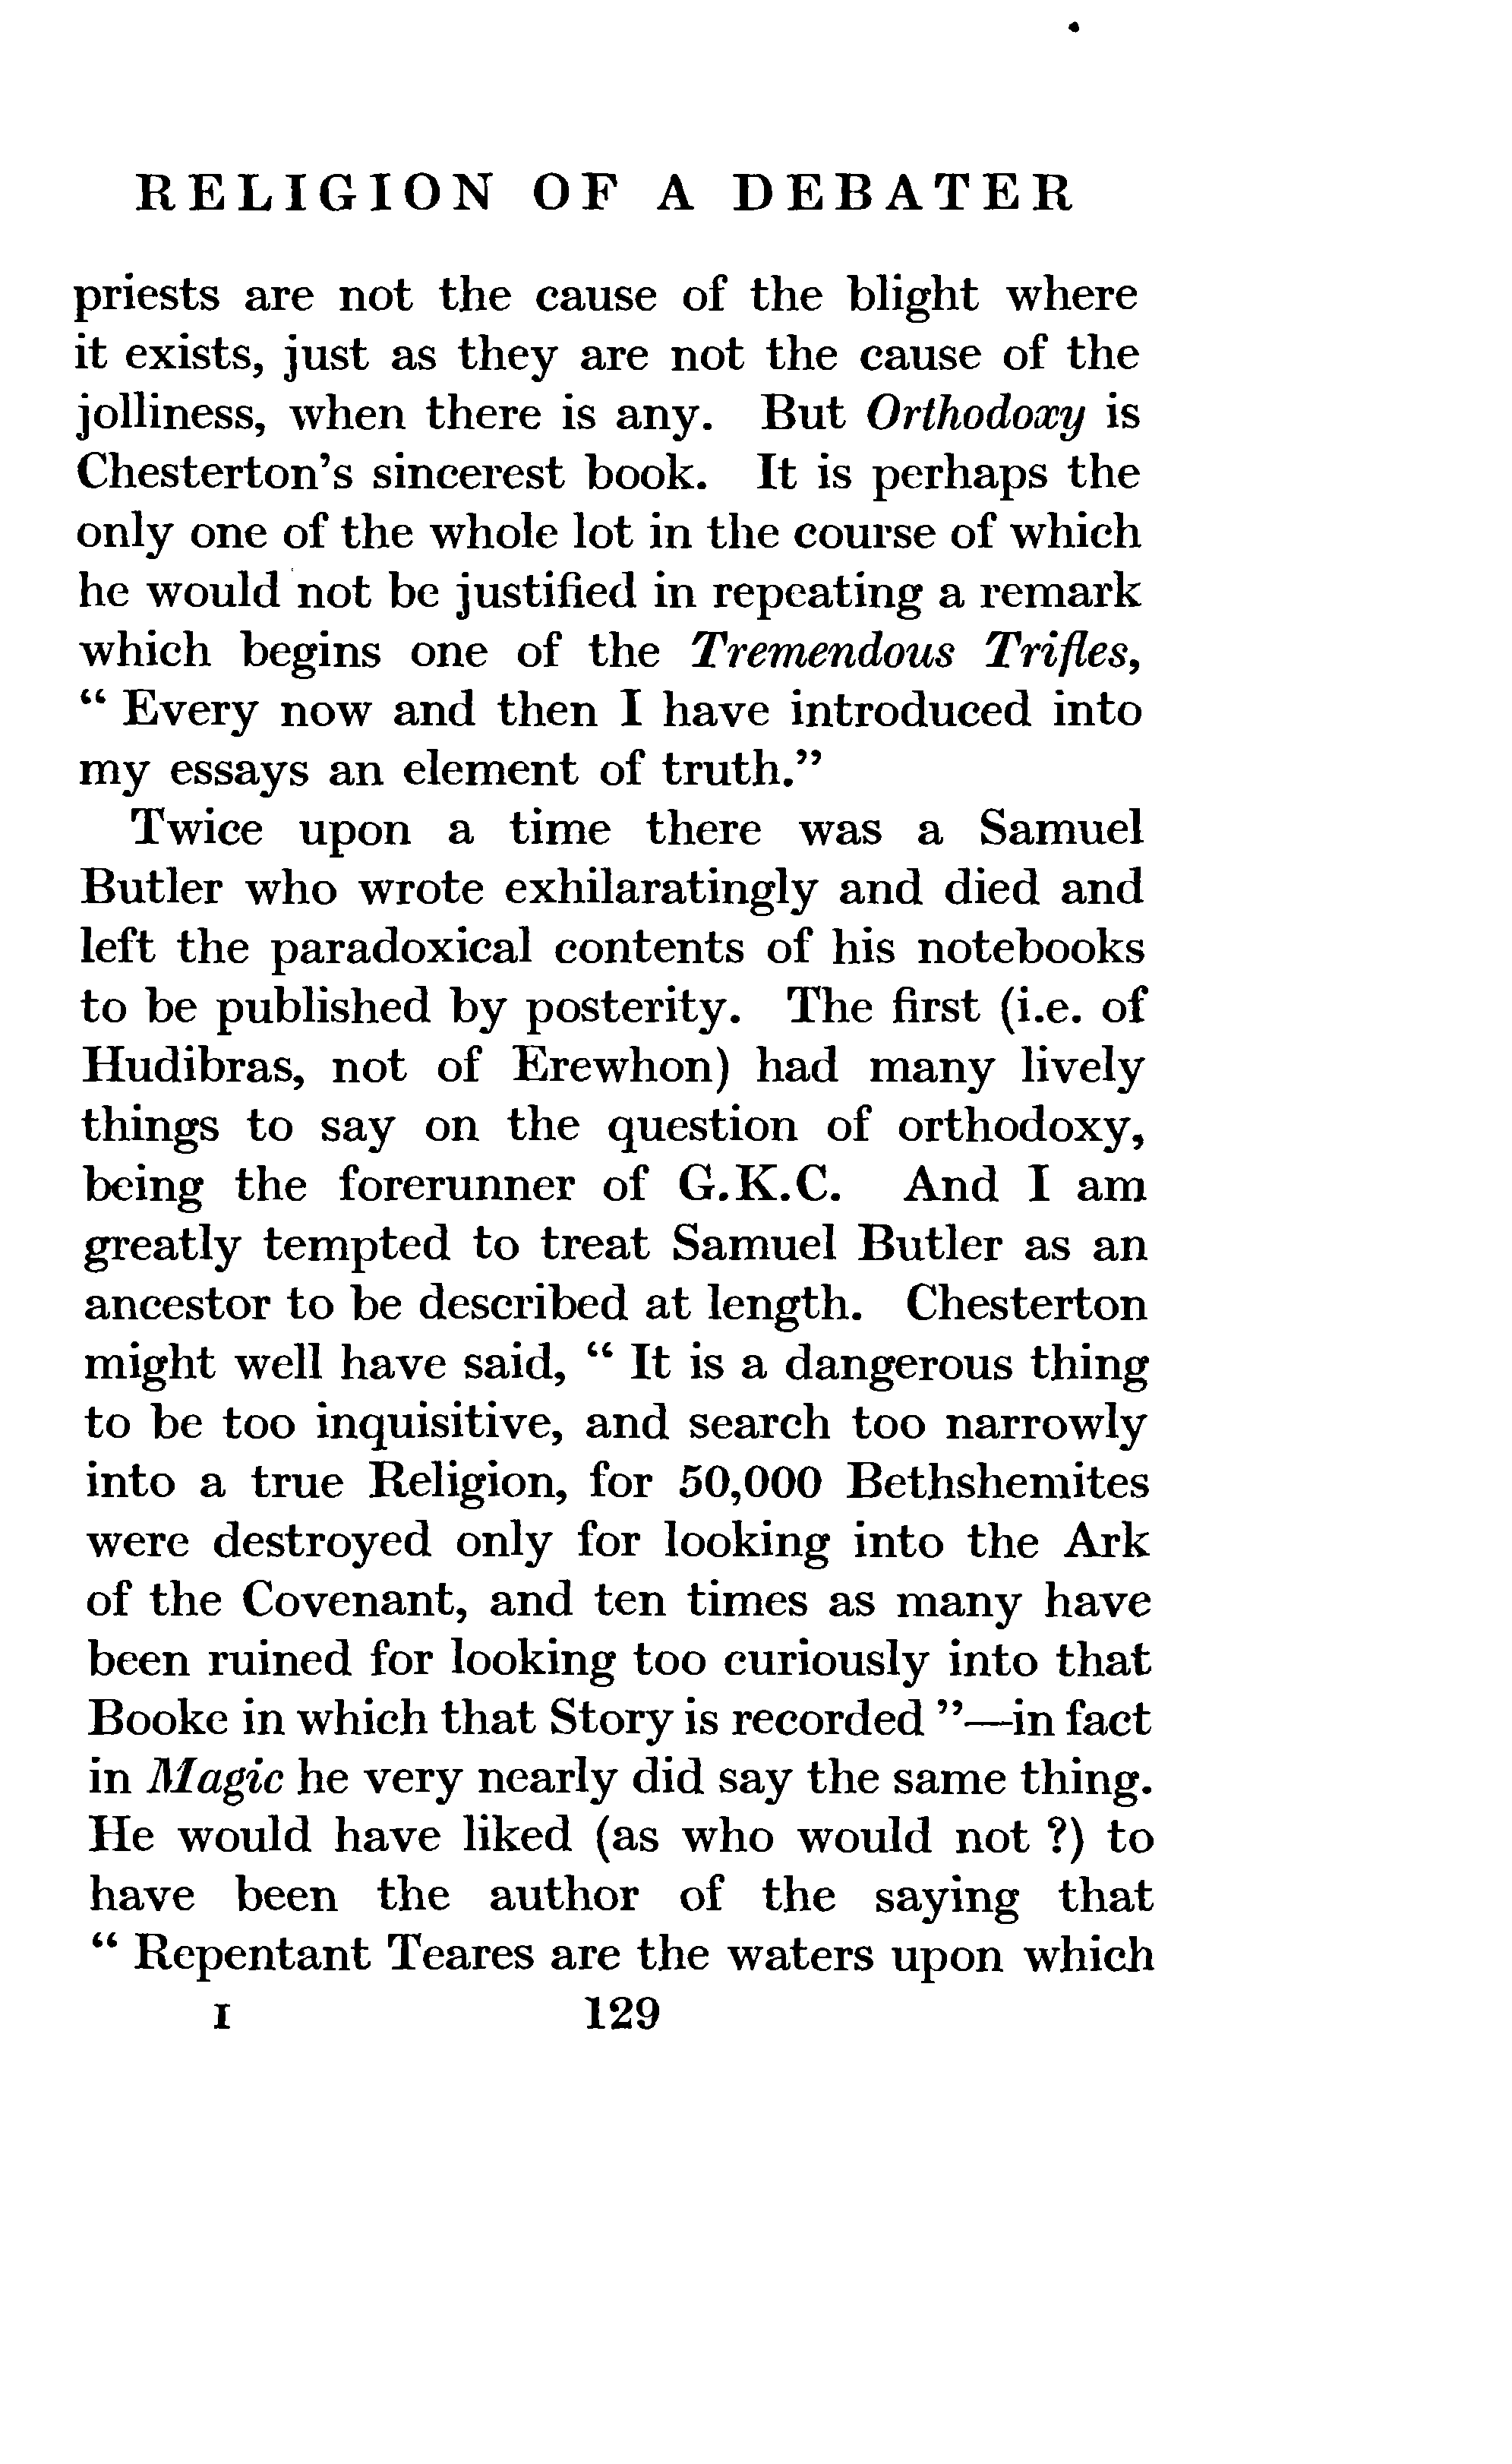 RELIGION OF A DEBATER
priests are not the cause of the blight where
it exists, just as they are not the cause of the
jolliness, when there is any. But Orthodoxy is
Chesterton's sincerest book. It is perhaps the
only one of the whole lot in the course of which
he would not be justified in repeating a remark
which begins one of the Tremendous Trifles,
“ Every now and then I have introduced into
my essays an element of truth.”
Twice upon a time there was a Samuel
Butler who wrote exhilaratingly and died and
left the paradoxical contents of his notebooks
to be published by posterity. The first (i.e. of
Hudibras, not of Erewhon) had many lively
things to say on the question of orthodoxy,
being the forerunner of G.K.C. And I am
greatly tempted to treat Samuel Butler as an
ancestor to be described at length. Chesterton
might well have said, “ It is a dangerous thing
to be too inquisitive, and search too narrowly
into a true Religion, for 50,000 Bethshemites
were destroyed only for looking into the Ark
of the Covenant, and ten times as many have
been ruined for looking too curiously into that
Booke in which that Story is recorded ”—in fact
in Magic he very nearly did say the same thing.
He would have liked (as who would not ?) to
have been the author of the saying that
“ Repentant Teares are the waters upon which
I 129